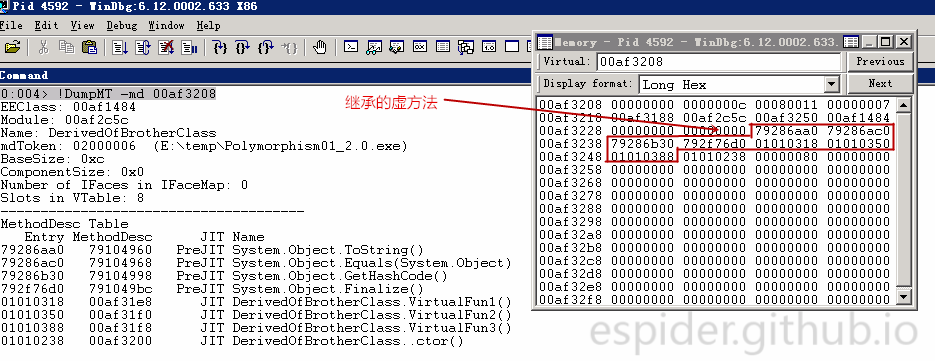 Pid 4592 - WinDbg:6.12.0002.633 X86
File Edit View Debug Window Help
Command
0:004> !DumpMT -md 00af3208
EEClass: 00af1484
Module: 00af2c5c
Name: DerivedOfBrotherClass
mdToken: 02000006  (E:\temp\Polymorphism01_2.0.exe)
BaseSize: 0xc
ComponentSize: 0x0
Number of IFaces in IFaceMap: 0
Slots in VTable: 8
--------------------------------------
MethodDesc Table
Entry MethodDesc      JIT Name
79286aa0   79104960   PreJIT System.Object.ToString()
79286ac0   79104968   PreJIT System.Object.Equals(System.Object)
79286b30   79104998   PreJIT System.Object.GetHashCode()
792f76d0   791049bc   PreJIT System.Object.Finalize()
01010318   00af31e8      JIT DerivedOfBrotherClass.VirtualFun1()
01010350   00af31f0      JIT DerivedOfBrotherClass.VirtualFun2()
01010388   00af31f8      JIT DerivedOfBrotherClass.VirtualFun3()
01010238   00af3200      JIT DerivedOfBrotherClass..ctor()
继承的虚方法
Memory - Pid 4592 - WinDbg:6.12.0002.633
Virtual: 00af3208 Previous
Display format: Long Hex Next
00af3208 00000000 0000000c 00080011 00000007
00af3218 00af3188 00af2c5c 00af3250 00af1484
00af3228 00000000 00000000 79286aa0 79286ac0
00af3238 79286b30 792f76d0 01010318 01010350
00af3248 01010388 01010238 00000080 00000000
00af3258 00000000 00000000 00000000 00000000
00af3268 00000000 00000000 00000000 00000000
00af3278 00000000 00000000 00000000 00000000
00af3288 00000000 00000000 00000000 00000000
00af3298 00000000 00000000 00000000 00000000
00af32a8 00000000 00000000 00000000 00000000
00af32b8 00000000 00000000 00000000 00000000
00af32c8 00000000 00000000 00000000 00000000
00af32d8 00000000 00000000 00000000 00000000
00af32e8 00000000 00000000 00000000 00000000
00af32f8 00000000 00000000 00000000 00000000
espider.github.io